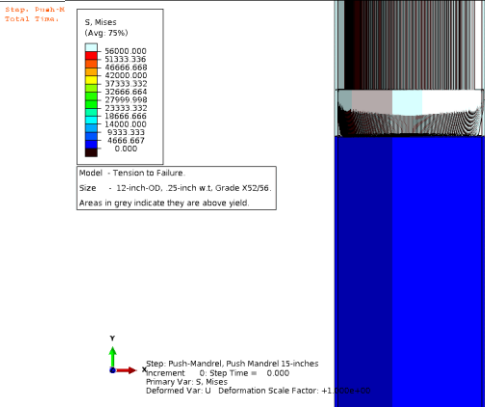 Step: Push-M
Total Time:
S, Mises
(Avg: 75%)
56000.000
51333.336
46666.668
42000.000
37333.332
32666.664
27999.998
23333.332
18666.666
14000.000
9333.333
4666.667
0.000
Model - Tension to Failure.
Size - 12-inch-OD, .25-inch w.t, Grade X52/56.
Areas in grey indicate they are above yield.
Y
X
Step: Push-Mandrel, Push Mandrel 15-inches
Increment 0: Step Time = 0.000
Primary Var: S, Mises
Deformed Var: U Deformation Scale Factor: